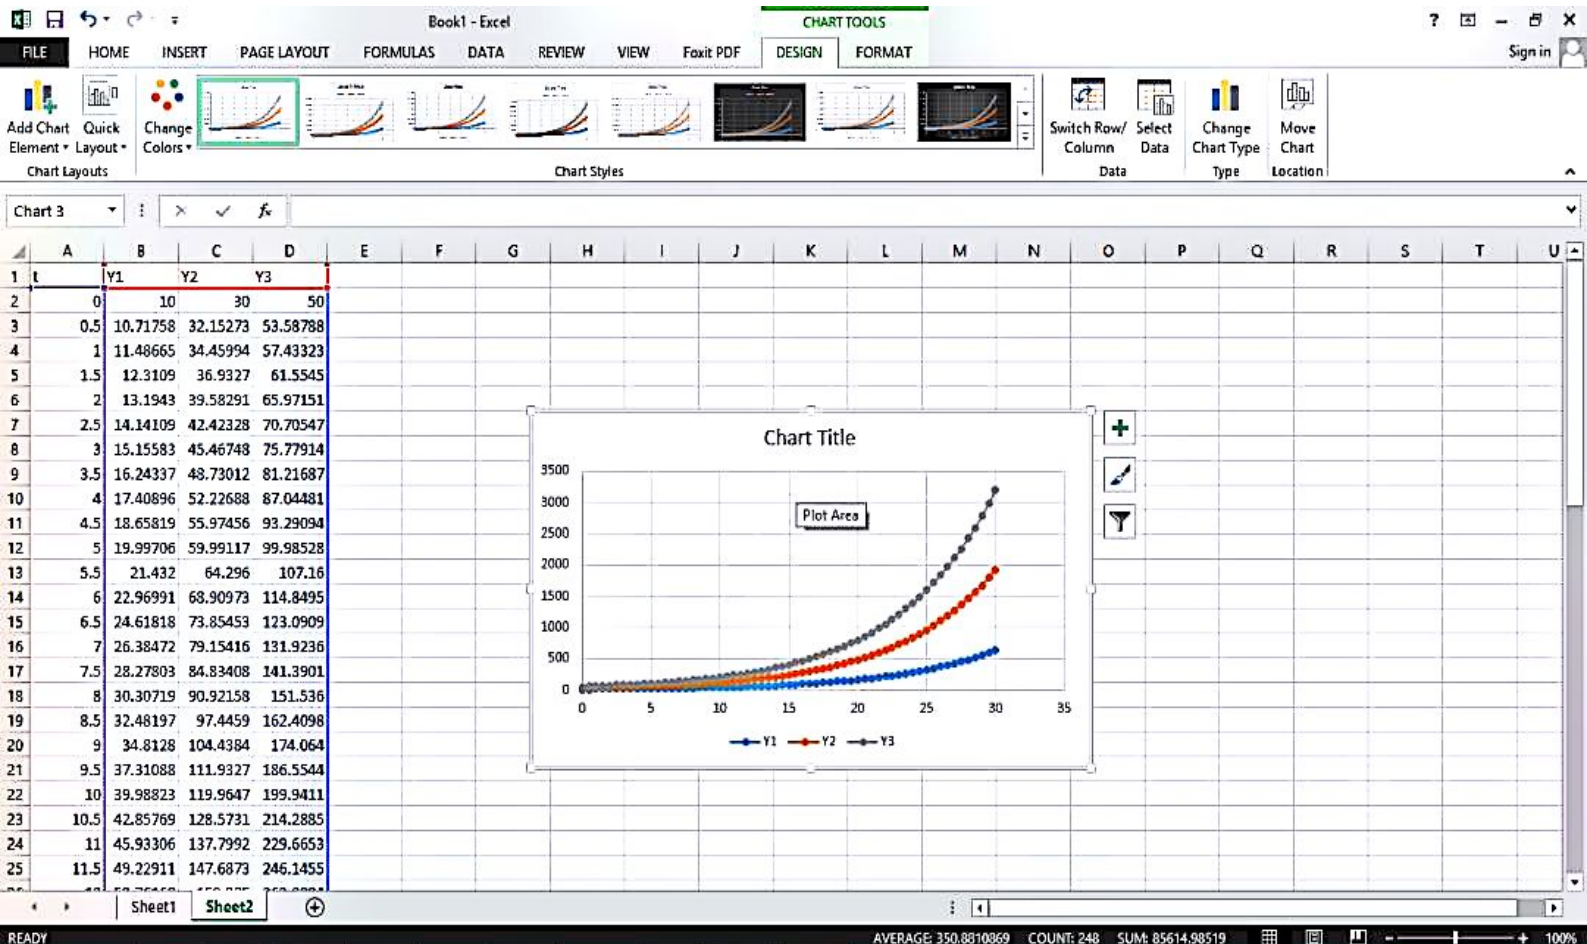 Book1 - Excel
CHART TOOLS
?
FILE HOME INSERT PAGE LAYOUT FORMULAS DATA REVIEW VIEW Foxit PDF DESIGN FORMAT Sign in
Add Chart Element Quick Layout Change Colors Switch Row/ Column Select Data Change Chart Type Move Chart
Chart Layouts Chart Styles Data Type Location
Chart 3 fx
A B C D E F G H I J K L M N O P Q R S T U
1 t Y1 Y2 Y3
2 0 10 30 50
3 0.5 10.71758 32.15273 53.58788
4 1 11.48665 34.45994 57.43323
5 1.5 12.3109 36.9327 61.5545
6 2 13.1943 39.58291 65.97151
7 2.5 14.14109 42.42328 70.70547
8 3 15.15583 45.46748 75.77914
9 3.5 16.24337 48.73012 81.21687
10 4 17.40896 52.22688 87.04481
11 4.5 18.65819 55.97456 93.29094
12 5 19.99706 59.99117 99.98528
13 5.5 21.432 64.296 107.16
14 6 22.96991 68.90973 114.8495
15 6.5 24.61818 73.85453 123.0909
16 7 26.38472 79.15416 131.9236
17 7.5 28.27803 84.83408 141.3901
18 8 30.30719 90.92158 151.536
19 8.5 32.48197 97.4459 162.4098
20 9 34.8128 104.4384 174.064
21 9.5 37.31088 111.9327 186.5544
22 10 39.98823 119.9647 199.9411
23 10.5 42.85769 128.5731 214.2885
24 11 45.93306 137.7992 229.6653
25 11.5 49.22911 147.6873 246.1455
Chart Title
3500
3000
Plot Area
2500
2000
1500
1000
500
0
0 5 10 15 20 25 30 35
Y1 Y2 Y3
Sheet1 Sheet2
READY AVERAGE: 350.8810869 COUNT: 248 SUM: 85614.98519 100%